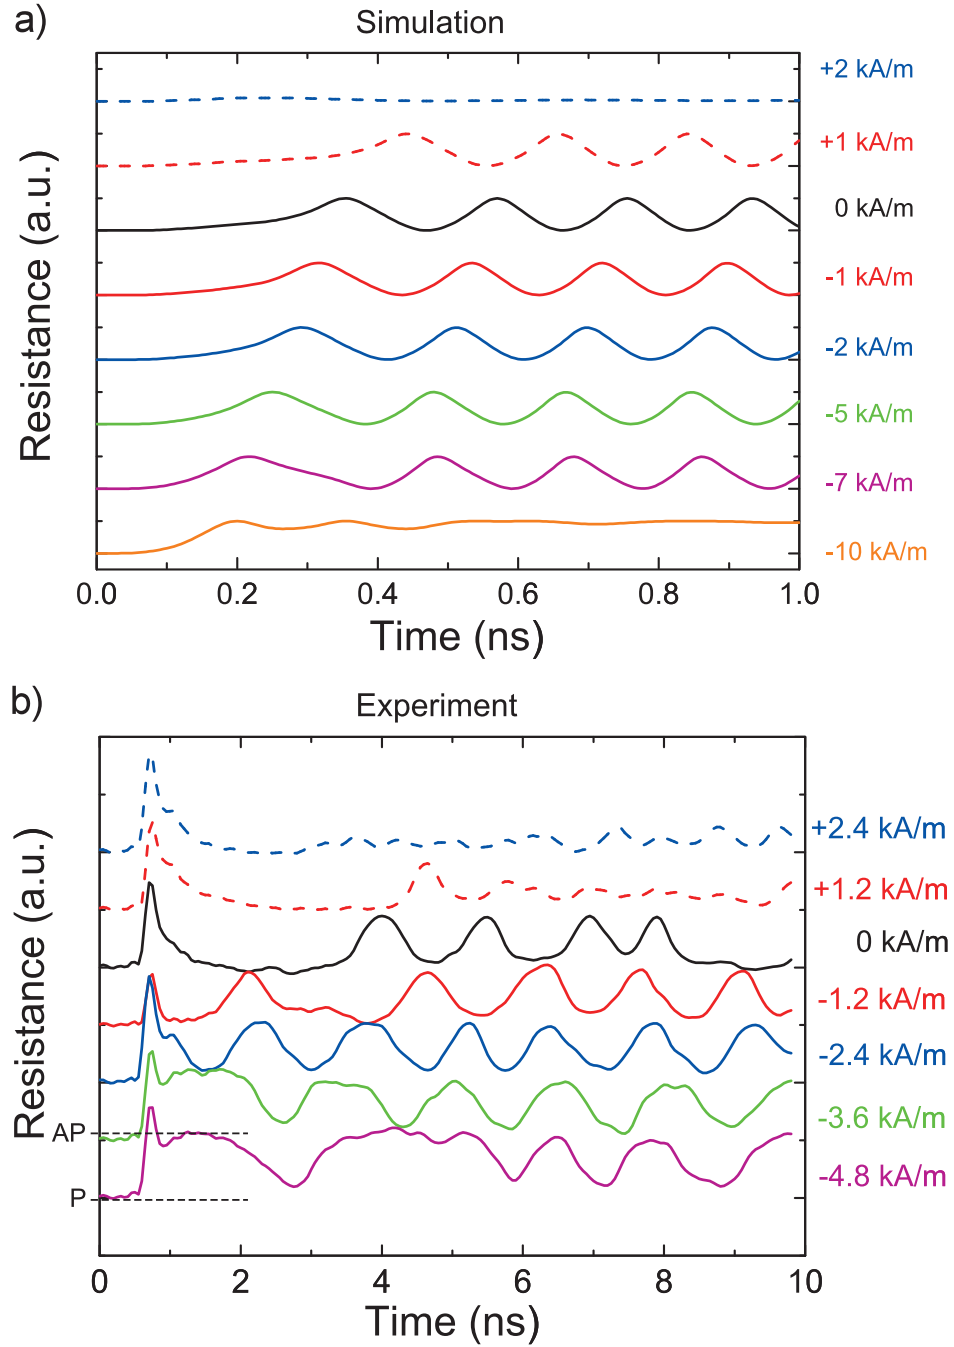 a)
Simulation
Resistance (a.u.)
+2 kA/m
+1 kA/m
0 kA/m
-1 kA/m
-2 kA/m
-5 kA/m
-7 kA/m
-10 kA/m
0.0 0.2 0.4 0.6 0.8 1.0
Time (ns)
b)
Experiment
Resistance (a.u.)
+2.4 kA/m
+1.2 kA/m
0 kA/m
-1.2 kA/m
-2.4 kA/m
-3.6 kA/m
AP
-4.8 kA/m
P
0 2 4 6 8 10
Time (ns)